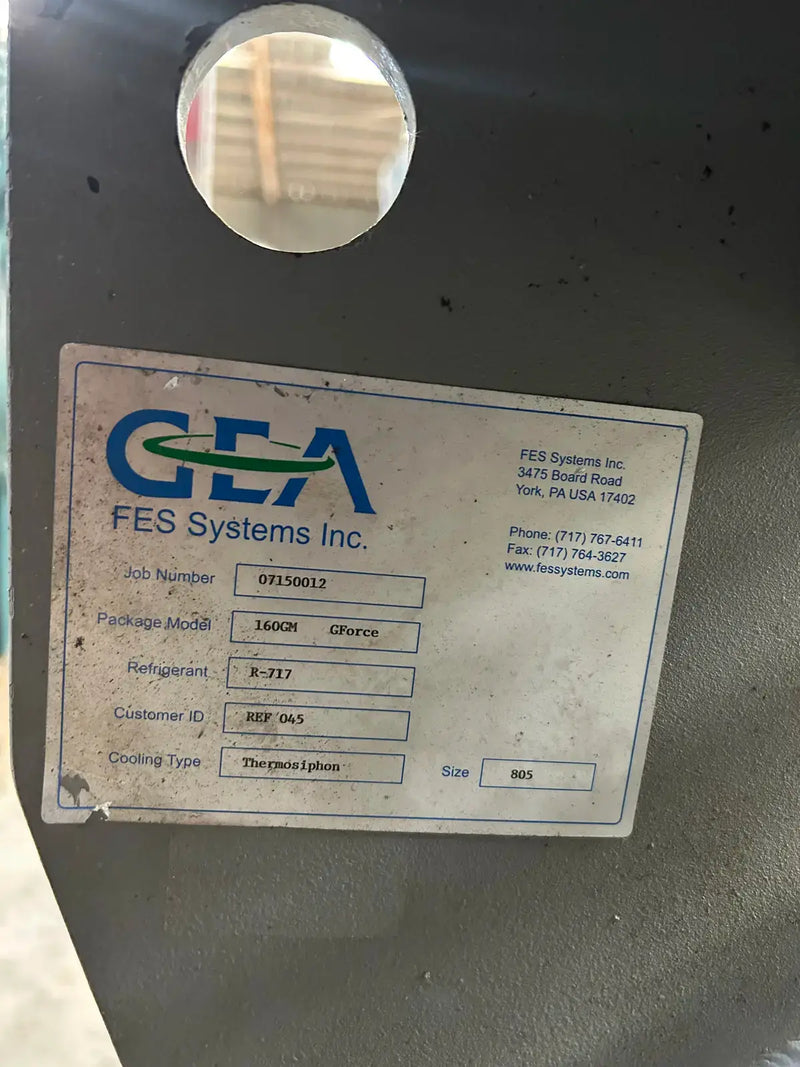 GEA
FES Systems Inc.
FES Systems Inc.
3475 Board Road
York, PA USA 17402
Phone: (717) 767-6411
Fax: (717) 764-3627
www.fessystems.com
Job Number 07150012
Package Model 160GM GForce
Refrigerant R-717
Customer ID REF 045
Cooling Type Thermosiphon
Size 805